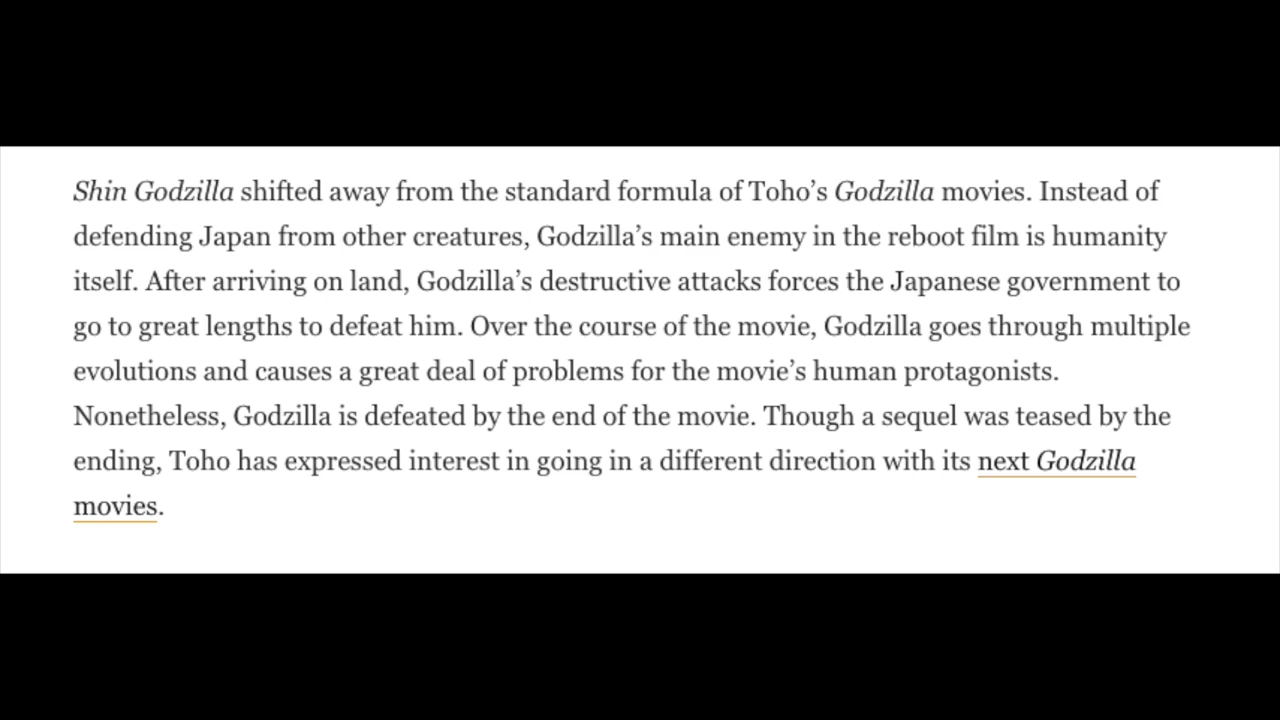 Shin Godzilla shifted away from the standard formula of Toho’s Godzilla movies. Instead of
defending Japan from other creatures, Godzilla’s main enemy in the reboot film is humanity
itself. After arriving on land, Godzilla’s destructive attacks forces the Japanese government to
go to great lengths to defeat him. Over the course of the movie, Godzilla goes through multiple
evolutions and causes a great deal of problems for the movie’s human protagonists.
Nonetheless, Godzilla is defeated by the end of the movie. Though a sequel was teased by the
ending, Toho has expressed interest in going in a different direction with its next Godzilla
movies.